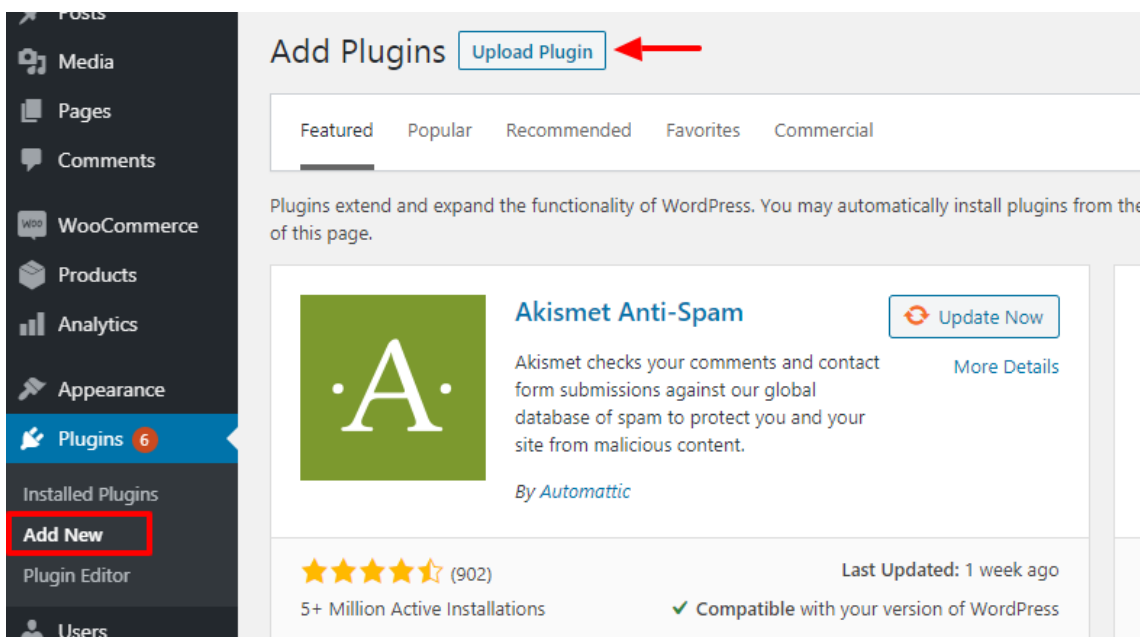 Posts
Media
Pages
Comments
WOO
WooCommerce
Products
Analytics
Appearance
Plugins 6
Installed Plugins
Add New
Plugin Editor
Users
Add Plugins Upload Plugin
Featured Popular Recommended Favorites Commercial
Plugins extend and expand the functionality of WordPress. You may automatically install plugins from the
of this page.
·A·
Akismet Anti-Spam
Update Now
Akismet checks your comments and contact
More Details
form submissions against our global
database of spam to protect you and your
site from malicious content.
By Automattic
(902)
Last Updated: 1 week ago
5+ Million Active Installations
✓ Compatible with your version of WordPress